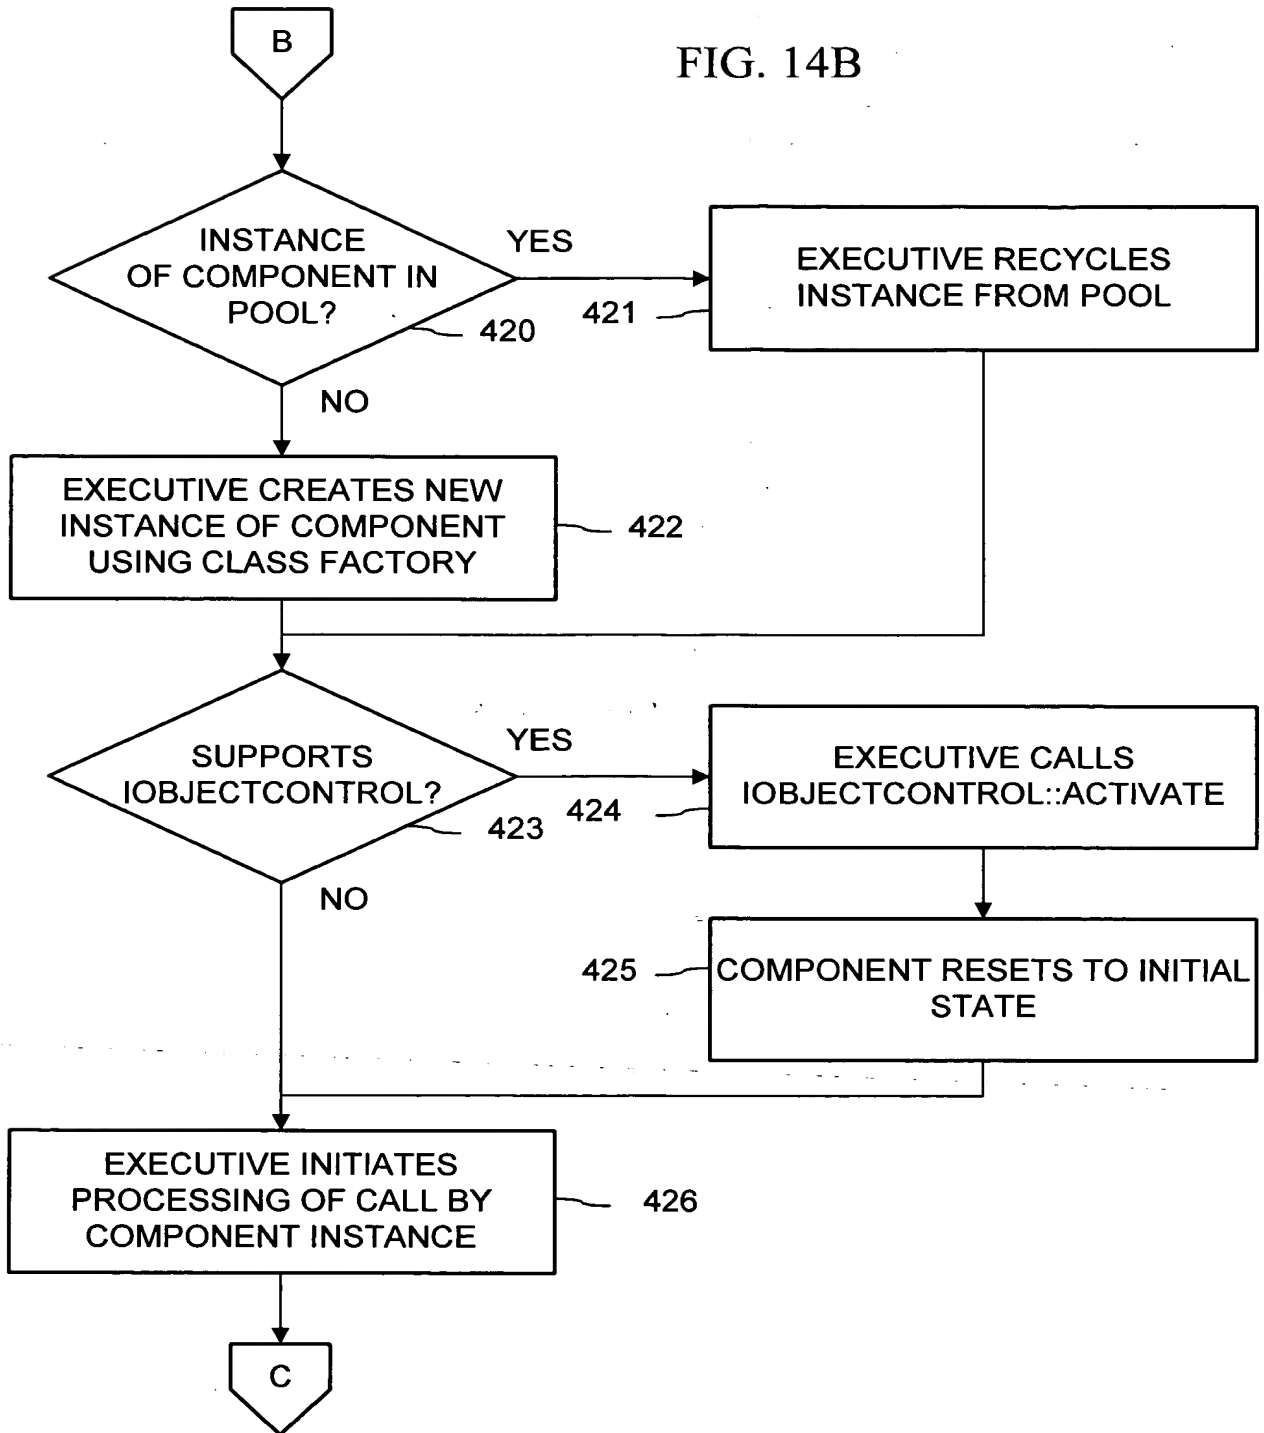 B
FIG. 14B
INSTANCE
OF COMPONENT IN
POOL?
420
YES
421
EXECUTIVE RECYCLES
INSTANCE FROM POOL
NO
EXECUTIVE CREATES NEW
INSTANCE OF COMPONENT
USING CLASS FACTORY
422
SUPPORTS
IOBJECTCONTROL?
423
YES
424
EXECUTIVE CALLS
IOBJECTCONTROL::ACTIVATE
NO
425
COMPONENT RESETS TO INITIAL
STATE
EXECUTIVE INITIATES
PROCESSING OF CALL BY
COMPONENT INSTANCE
426
C